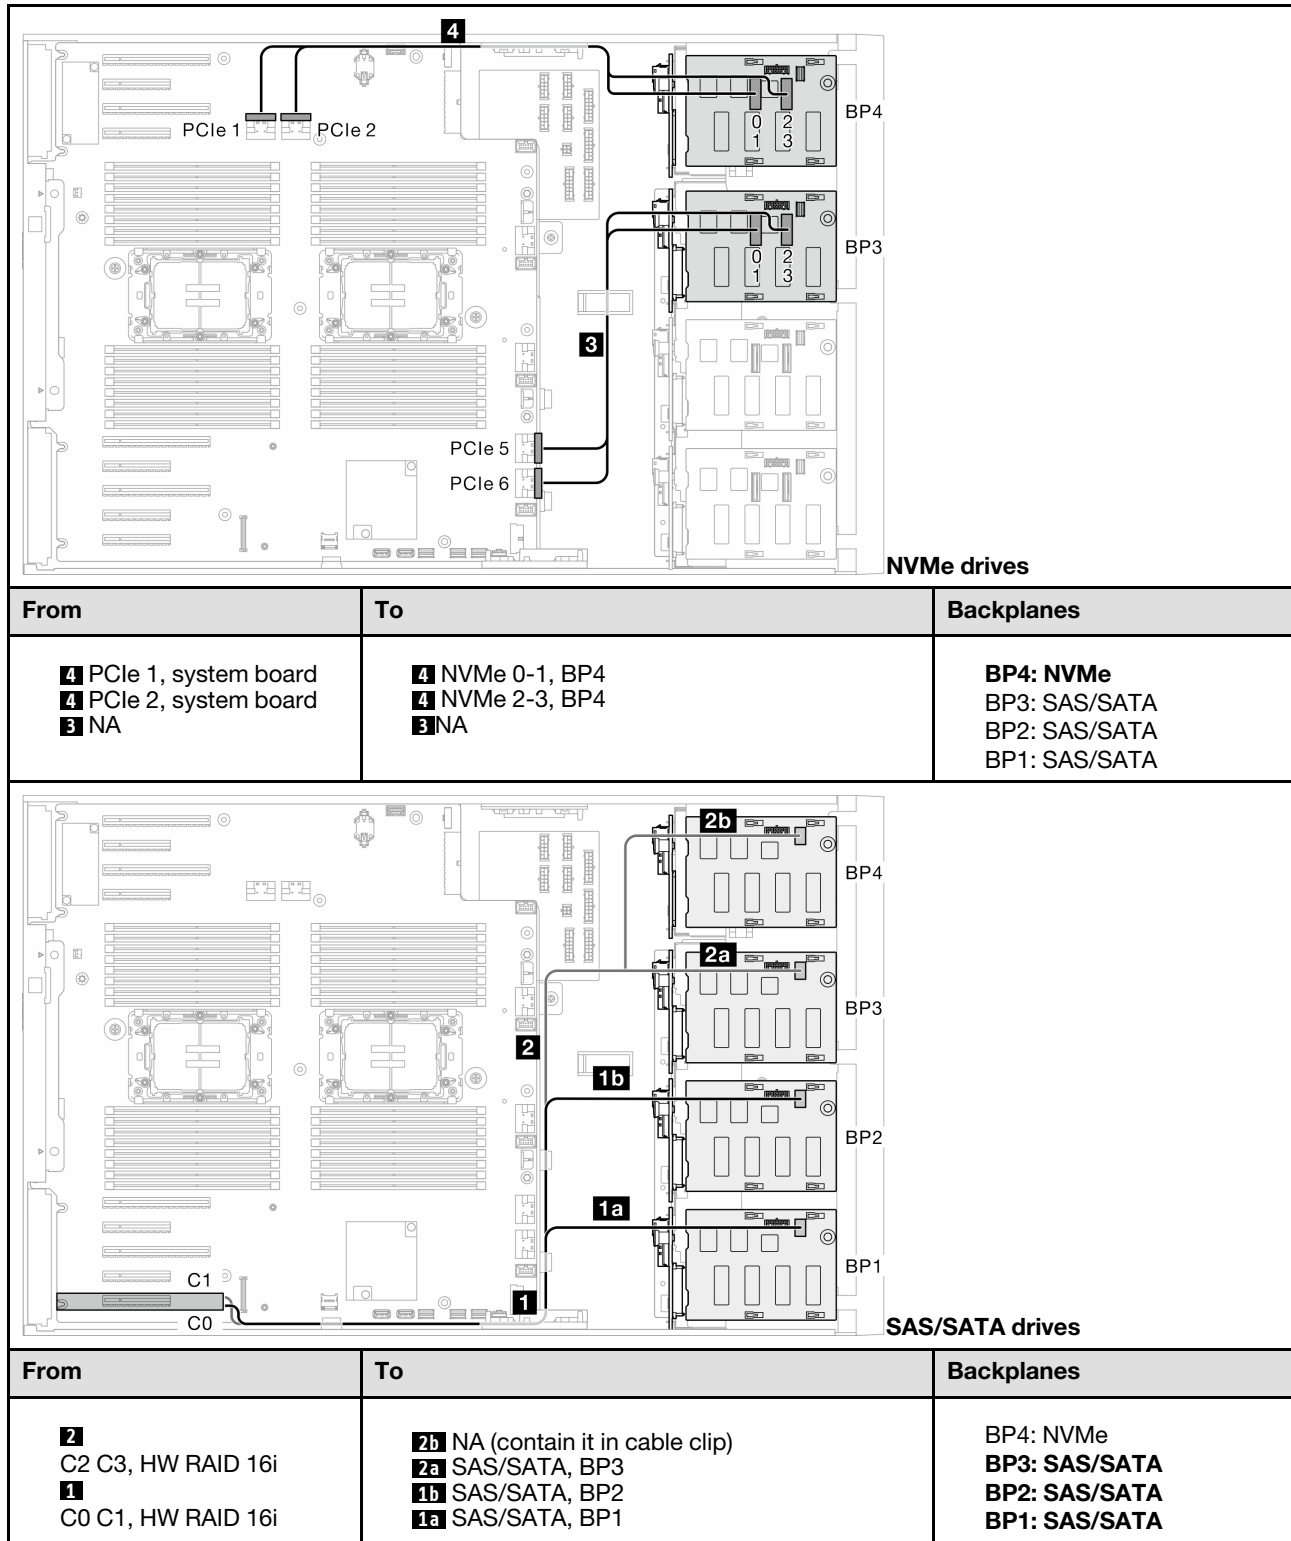 4
BP4
PCIe 1
PCIe 2
0 2
1 3
BP3
0 2
1 3
3
PCIe 5
PCIe 6
NVMe drives
From To Backplanes
4 PCIe 1, system board
4 PCIe 2, system board
3 NA
4 NVMe 0-1, BP4
4 NVMe 2-3, BP4
3 NA
BP4: NVMe
BP3: SAS/SATA
BP2: SAS/SATA
BP1: SAS/SATA
2b
BP4
2a
BP3
2
1b
BP2
1a
BP1
C1
1
C0
SAS/SATA drives
From To Backplanes
2
C2 C3, HW RAID 16i
1
C0 C1, HW RAID 16i
2b NA (contain it in cable clip)
2a SAS/SATA, BP3
1b SAS/SATA, BP2
1a SAS/SATA, BP1
BP4: NVMe
BP3: SAS/SATA
BP2: SAS/SATA
BP1: SAS/SATA